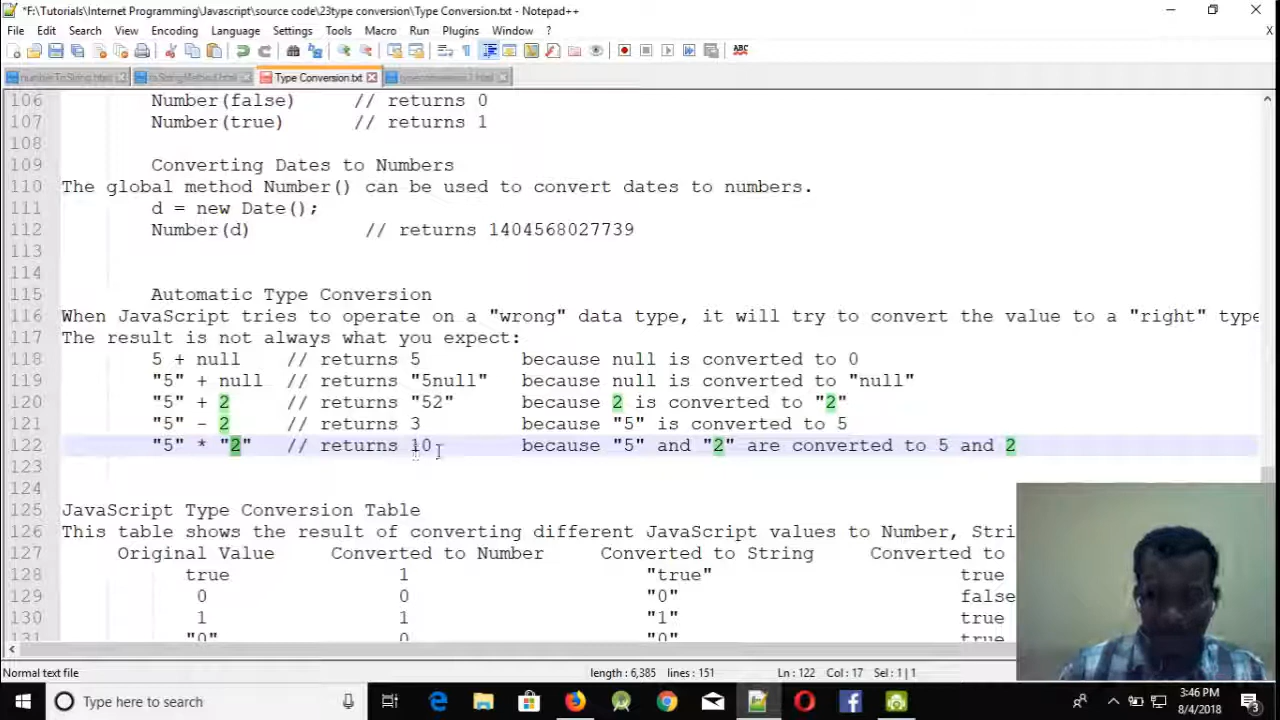 *F:\Tutorials\Internet Programming\Javascript\source code\23type conversion\Type Conversion.txt - Notepad++
File Edit Search View Encoding Language Settings Tools Macro Run Plugins Window ?
X
Type Conversion.txt
106 Number(false) // returns 0
107 Number(true) // returns 1
108
109 Converting Dates to Numbers
110 The global method Number() can be used to convert dates to numbers.
111 d = new Date();
112 Number(d) // returns 1404568027739
113
114
115 Automatic Type Conversion
116 When JavaScript tries to operate on a "wrong" data type, it will try to convert the value to a "right" type
117 The result is not always what you expect:
118 5 + null // returns 5 because null is converted to 0
119 "5" + null // returns "5null" because null is converted to "null"
120 "5" + 2 // returns "52" because 2 is converted to "2"
121 "5" - 2 // returns 3 because "5" is converted to 5
122 "5" * "2" // returns 10 because "5" and "2" are converted to 5 and 2
123
124
125 JavaScript Type Conversion Table
126 This table shows the result of converting different JavaScript values to Number, Stri
127 Original Value Converted to Number Converted to String Converted to
128 true 1 "true" true
129 0 0 "0" false
130 1 1 "1" true
131 "0" 0 "0" true
Normal text file length : 6,385 lines : 151 Ln : 122 Col : 17 Sel : 1 | 1
Type here to search
3:46 PM
8/4/2018